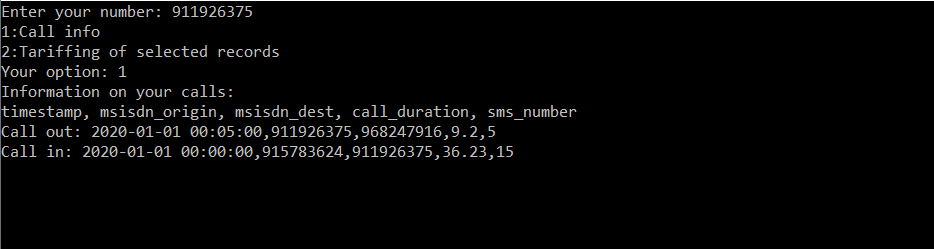 Enter your number: 911926375
1:Call info
2:Tariffing of selected records
Your option: 1
Information on your calls:
timestamp, msisdn_origin, msisdn_dest, call_duration, sms_number
Call out: 2020-01-01 00:05:00,911926375,968247916,9.2,5
Call in: 2020-01-01 00:00:00,915783624,911926375,36.23,15